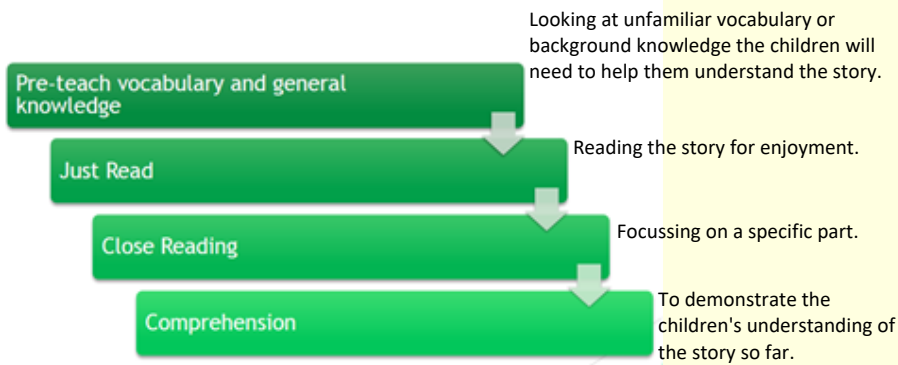 Looking at unfamiliar vocabulary or
background knowledge the children will
need to help them understand the story.
Pre-teach vocabulary and general
knowledge
Reading the story for enjoyment.
Just Read
Focussing on a specific part.
Close Reading
To demonstrate the
children's understanding of
the story so far.
Comprehension